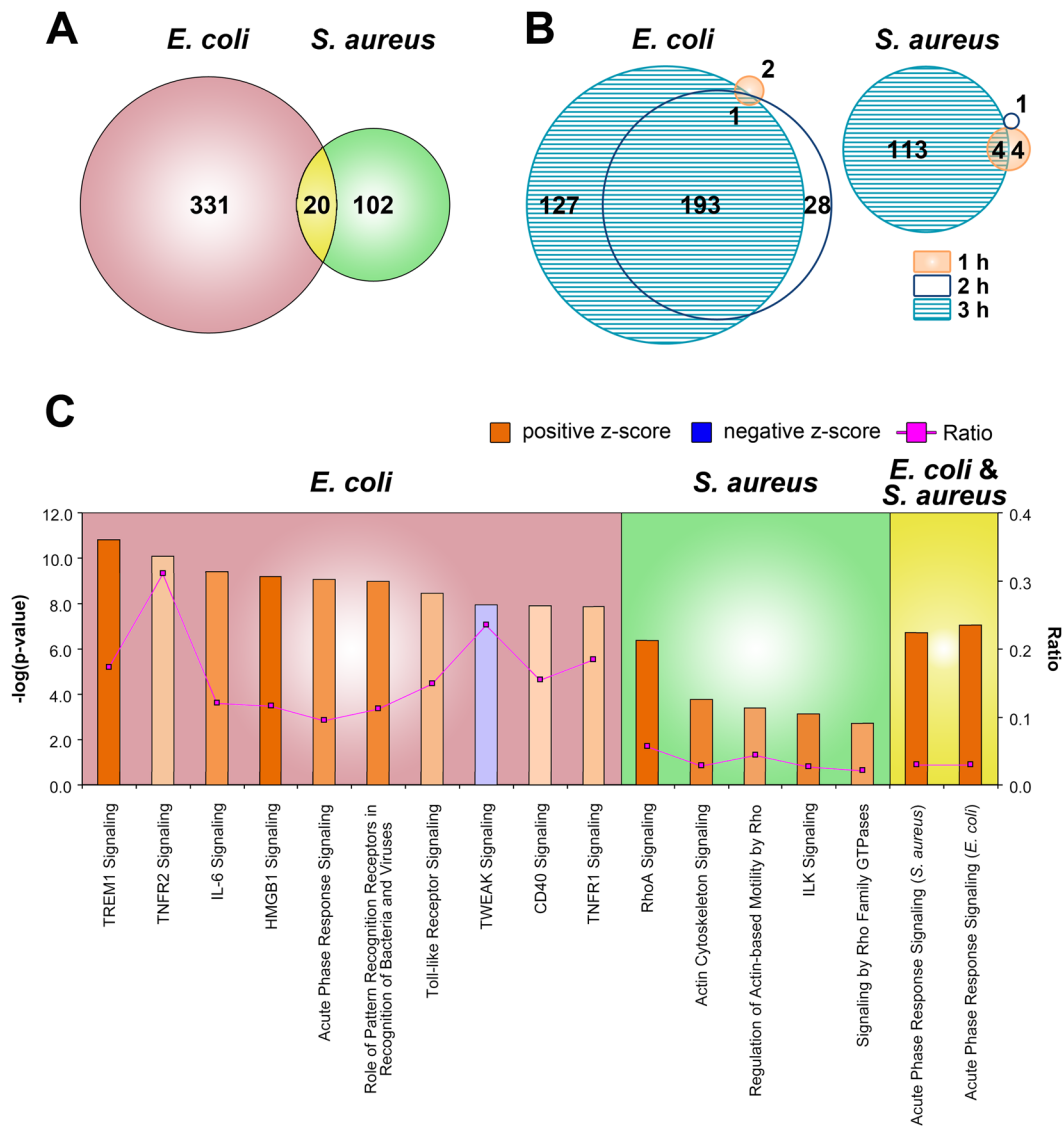 A
E. coli
S. aureus
331
20
102
B
E. coli
S. aureus
2
1
127
193
28
1
113
4
4
1 h
2 h
3 h
C
positive z-score
negative z-score
Ratio
E. coli
S. aureus
E. coli &
S. aureus
-log(p-value)
12.0
10.0
8.0
6.0
4.0
2.0
0.0
0.4
0.3
0.2
0.1
0.0
Ratio
TREM1 Signaling
TNFR2 Signaling
IL-6 Signaling
HMGB1 Signaling
Acute Phase Response Signaling
Role of Pattern Recognition Receptors in
Recognition of Bacteria and Viruses
Toll-like Receptor Signaling
TWEAK Signaling
CD40 Signaling
TNFR1 Signaling
RhoA Signaling
Actin Cytoskeleton Signaling
Regulation of Actin-based Motility by Rho
ILK Signaling
Signaling by Rho Family GTPases
Acute Phase Response Signaling (S. aureus)
Acute Phase Response Signaling (E. coli)